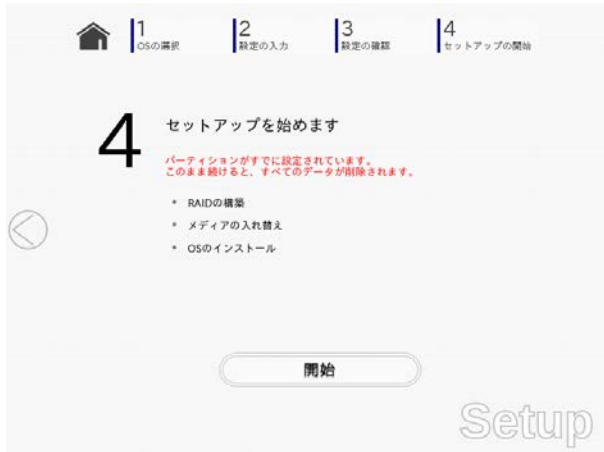 1
OSの選択
2
設定の入力
3
設定の確認
4
セットアップの開始
4
セットアップを始めます
パーティションがすでに設定されています。
このまま続けると、すべてのデータが削除されます。
• RAIDの構築
• メディアの入れ替え
• OSのインストール
開始
Setup